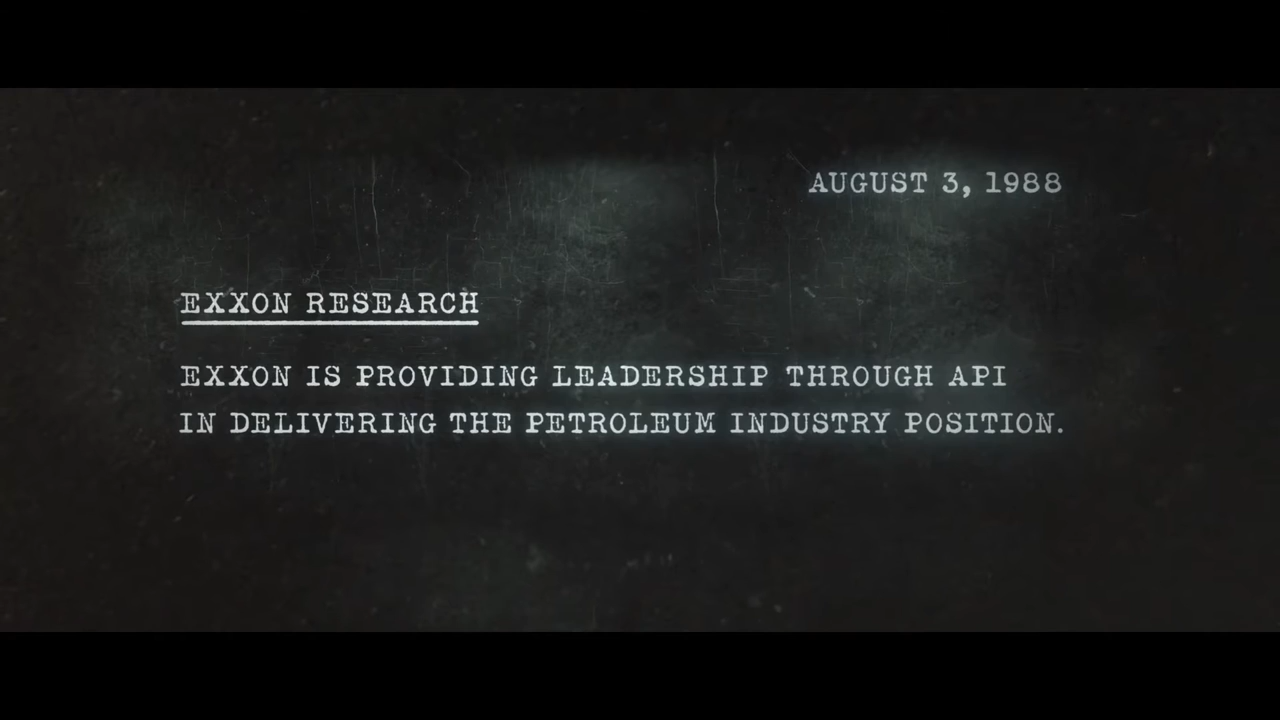 AUGUST 3, 1988
EXXON RESEARCH
EXXON IS PROVIDING LEADERSHIP THROUGH API
IN DELIVERING THE PETROLEUM INDUSTRY POSITION.